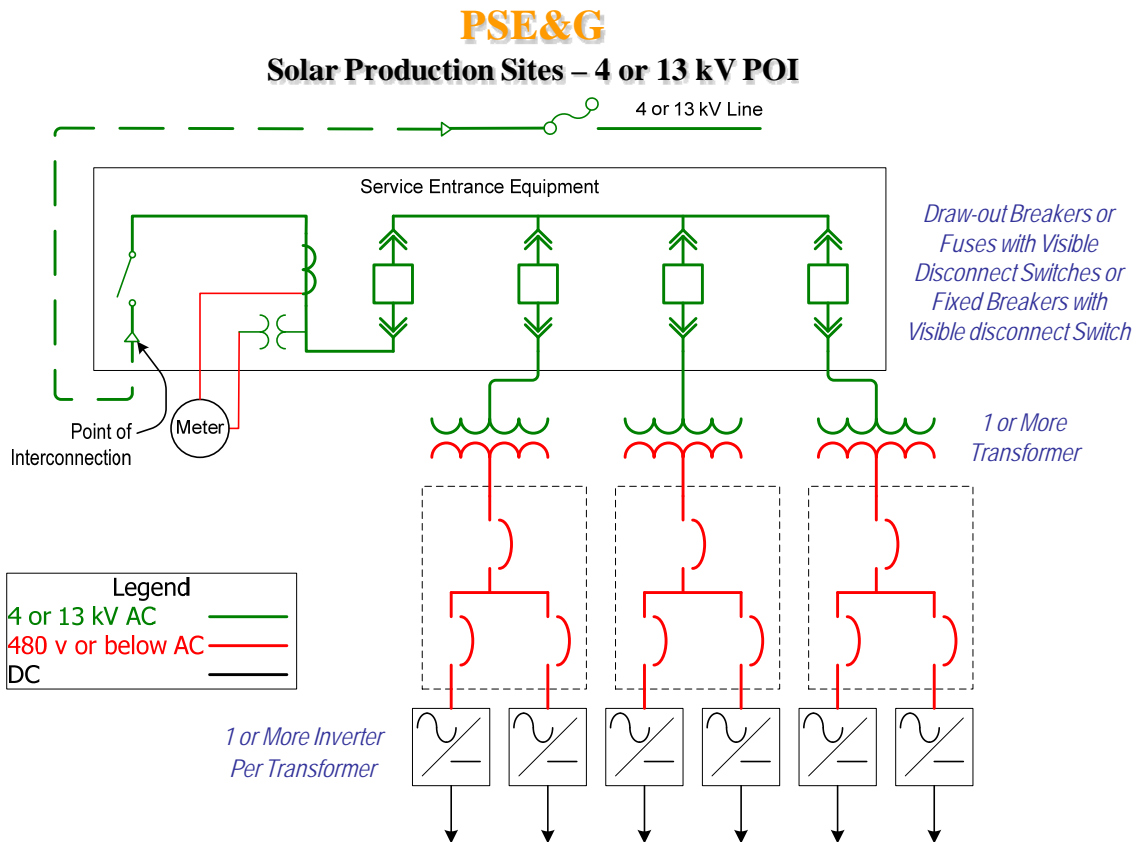 PSE&G
Solar Production Sites – 4 or 13 kV POI
4 or 13 kV Line
Service Entrance Equipment
Draw-out Breakers or
Fuses with Visible
Disconnect Switches or
Fixed Breakers with
Visible disconnect Switch
Meter
Point of
Interconnection
1 or More
Transformer
Legend
4 or 13 kV AC
480 v or below AC
DC
1 or More Inverter
Per Transformer